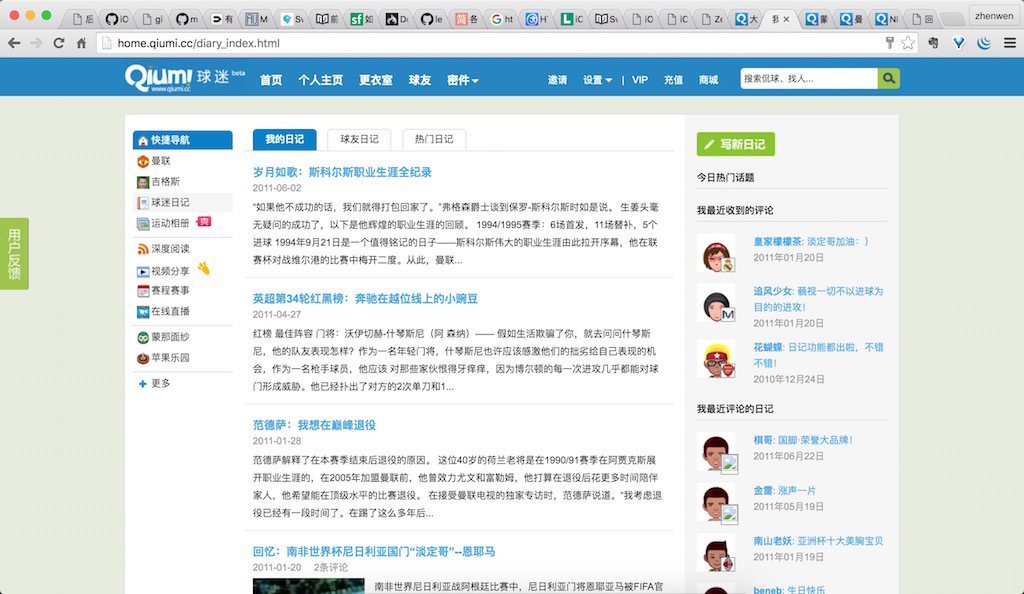 后
iC
gi
m
有
M
Sv
前
如
Do
le
各
ht
H'
iC
Sv
iC
iC
Ze
大
我
蒙
曼
NI
回
zhenwen
home.qiumi.cc/diary_index.html
Qiumi 球迷 beta
www.qiumi.cc
首页 个人主页 更衣室 球友 密件
邀请 设置 | VIP 充值 商城
搜索侃球、找人...
用户反馈
快捷导航
曼联
吉格斯
球迷日记
运动相册 爽
深度阅读
视频分享
赛程赛事
在线直播
蒙那面纱
苹果乐园
更多
我的日记 球友日记 热门日记
岁月如歌：斯科尔斯职业生涯全纪录
2011-06-02
“如果他不成功的话，我们就得打包回家了。”弗格森爵士谈到保罗-斯科尔斯时如是说。 生姜头毫
无疑问的成功了，以下是他辉煌的职业生涯的回顾。 1994/1995赛季：6场首发，11场替补，5个
进球 1994年9月21日是一个值得铭记的日子——斯科尔斯伟大的职业生涯由此拉开序幕，他在联
赛杯对战维尔港的比赛中梅开二度。从此，曼联...
英超第34轮红黑榜：奔驰在越位线上的小豌豆
2011-04-27
红榜 最佳阵容 门将：沃伊切赫-什琴斯尼（阿 森纳）—— 假如生活欺骗了你，就去问问什琴斯
尼，他的队友表现怎样？作为一名年轻门将，什琴斯尼也许应该感激他们的拙劣给自己表现的机
会，作为一名枪手球员，他应该 对那些家伙恨得牙痒痒，因为博尔顿的每一次进攻几乎都能对球
门形成威胁。他已经扑出了对方的2次单刀和1...
范德萨：我想在巅峰退役
2011-01-28
范德萨解释了在本赛季结束后退役的原因。 这位40岁的荷兰老将是在1990/91赛季在阿贾克斯展
开职业生涯的，在2005年加盟曼联前，他曾效力尤文和富勒姆，他打算在退役后花更多时间陪伴
家人，他希望能在顶级水平的比赛退役。 在接受曼联电视的独家专访时，范德萨说道。“我考虑退
役已经有一段时间了。在踢了这么多年后...
回忆：南非世界杯尼日利亚国门“淡定哥”--恩耶马
2011-01-20 2条评论
南非世界尼日利亚战阿根廷比赛中，尼日利亚门将恩耶亚马被FIFA官
写新日记
今日热门话题
我最近收到的评论
皇家檬檬茶: 淡定哥加油：）
2011年01月20日
追风少女: 藐视一切不以进球为
目的的进攻！
2011年01月20日
花蝴蝶: 日记功能都出啦，不错
不错！
2010年12月24日
我最近评论的日记
棋哥: 国脚·荣誉大品牌！
2011年06月22日
金雷: 涨声一片
2011年05月19日
南山老妖: 亚洲杯十大美胸宝贝
2011年01月19日
beneb: 生日快乐